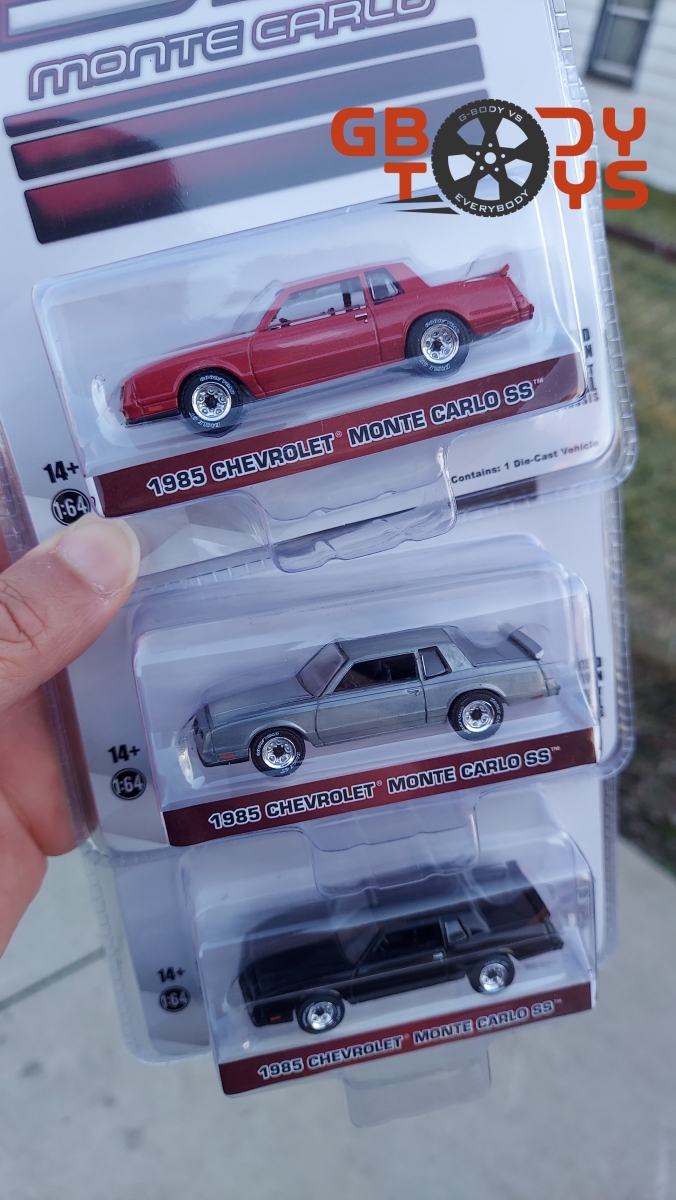 MONTE CARLO
GBODY
TOYS
G-BODY VS
EVERYBODY
GOODYEAR
1985 CHEVROLET® MONTE CARLO SS™
14+
1:64
Contains: 1 Die-Cast Vehicle
1985 CHEVROLET® MONTE CARLO SS™
14+
1:64
1985 CHEVROLET® MONTE CARLO SS™
14+
1:64